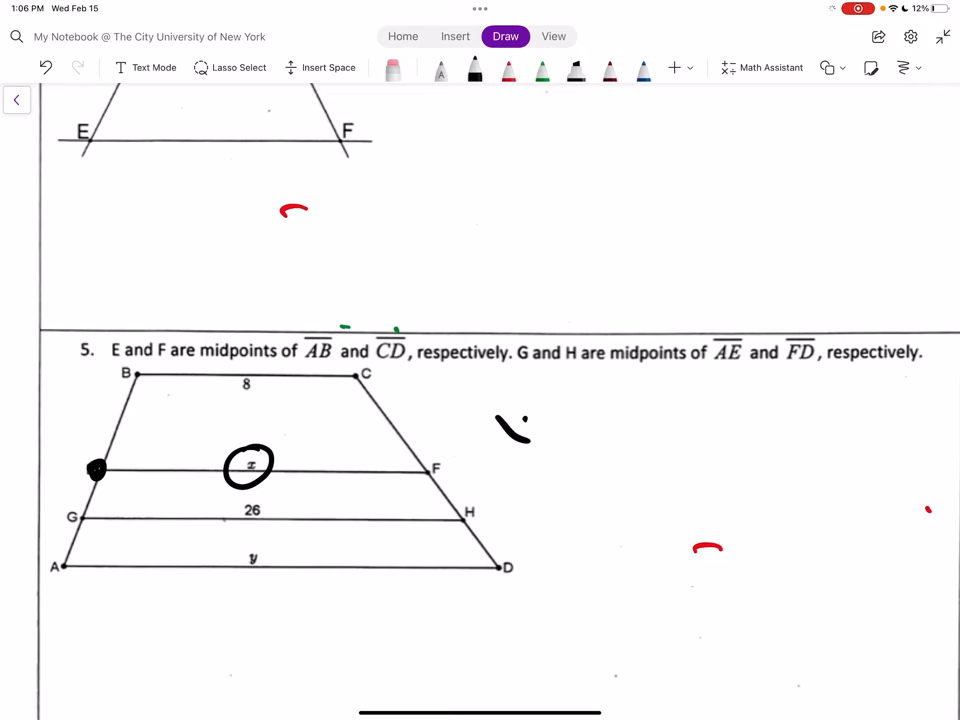 1:06 PM Wed Feb 15
12%
My Notebook @ The City University of New York
Home Insert Draw View
Text Mode Lasso Select Insert Space A Math Assistant
E F
5. E and F are midpoints of AB and CD, respectively. G and H are midpoints of AE and FD, respectively.
B C
8
x F
G 26 H
A y D